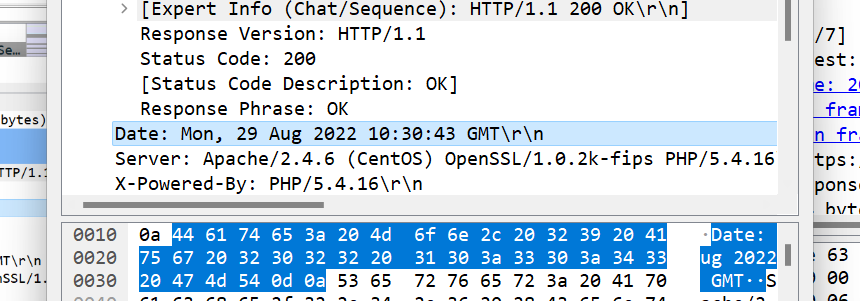 [Expert Info (Chat/Sequence): HTTP/1.1 200 OK\r\n]
Response Version: HTTP/1.1
Status Code: 200
[Status Code Description: OK]
Response Phrase: OK
Date: Mon, 29 Aug 2022 10:30:43 GMT\r\n
Server: Apache/2.4.6 (CentOS) OpenSSL/1.0.2k-fips PHP/5.4.16
X-Powered-By: PHP/5.4.16\r\n
0010 0a 44 61 74 65 3a 20 4d 6f 6e 2c 20 32 39 20 41 ·Date:
0020 75 67 20 32 30 32 32 20 31 30 3a 33 30 3a 34 33 ug 2022
0030 20 47 4d 54 0d 0a 53 65 72 76 65 72 3a 20 41 70 GMT··S
Se...
bytes)
TTP/1.1
MT\r\n
nSSL/1.
/7]
est:
e: 20
fram
n fra
tps:/
spons
byte
e 63
0 00